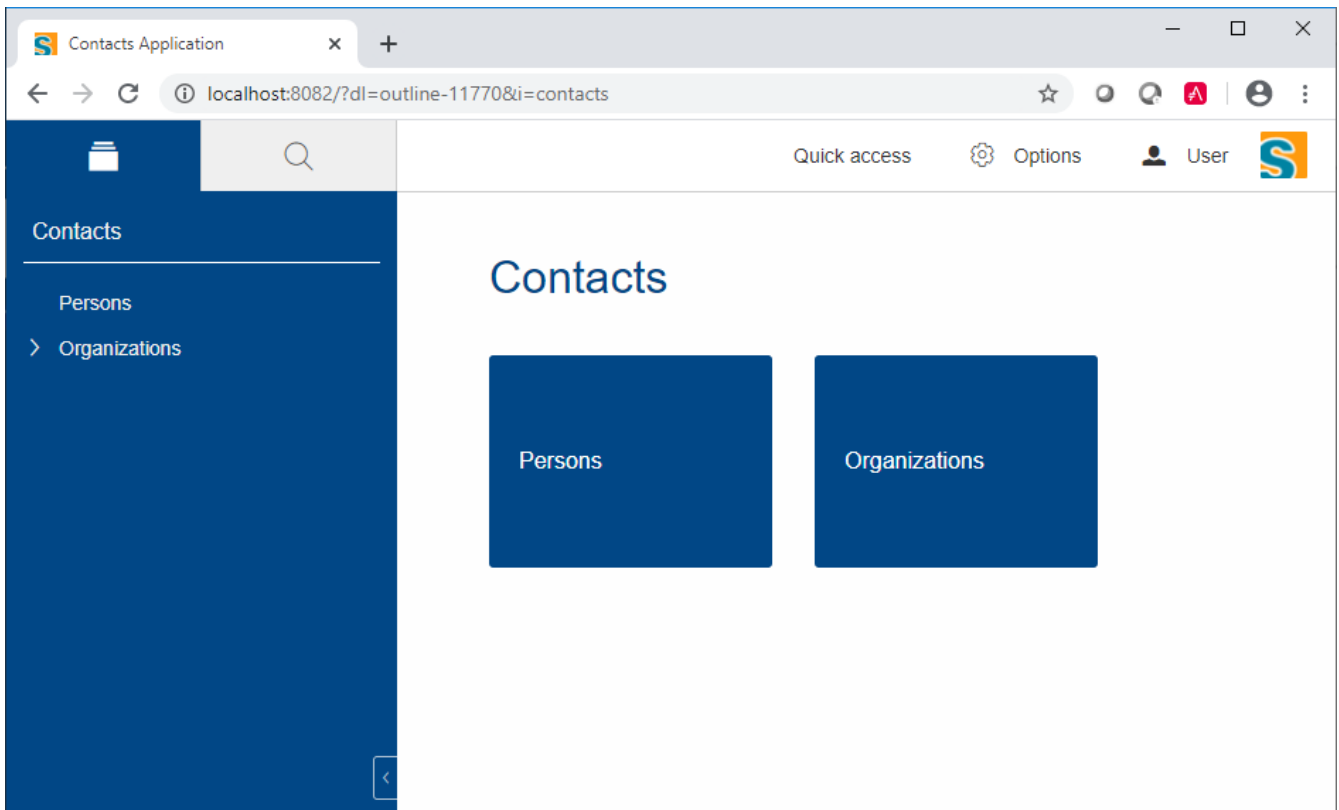 Contacts Application
localhost:8082/?dl=outline-11770&i=contacts
Quick access Options User
Contacts
Persons
Organizations
Contacts
Persons Organizations